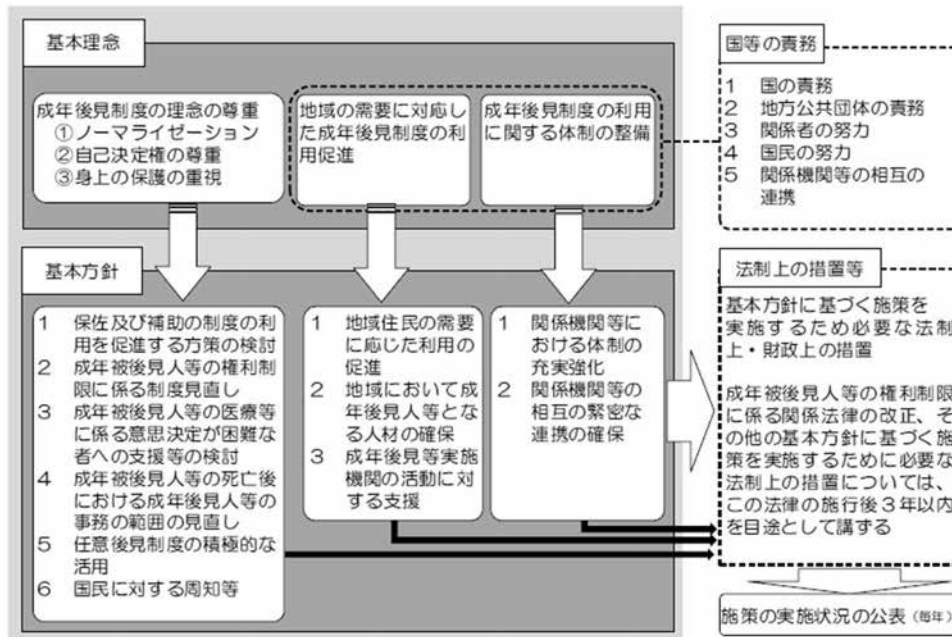 基本理念
成年後見制度の理念の尊重
①ノーマライゼーション
②自己決定権の尊重
③身上の保護の重視
地域の需要に対応し
た成年後見制度の利
用促進
成年後見制度の利用
に関する体制の整備
国等の責務
1 国の責務
2 地方公共団体の責務
3 関係者の努力
4 国民の努力
5 関係機関等の相互の
連携
基本方針
1 保佐及び補助の制度の利
用を促進する方策の検討
2 成年被後見人等の権利制
限に係る制度見直し
3 成年被後見人等の医療等
に係る意思決定が困難な
者への支援等の検討
4 成年被後見人等の死亡後
における成年後見人等の
事務の範囲の見直し
5 任意後見制度の積極的な
活用
6 国民に対する周知等
1 地域住民の需要
に応じた利用の
促進
2 地域において成
年後見人等とな
る人材の確保
3 成年後見等実施
機関の活動に対
する支援
1 関係機関等に
おける体制の
充実強化
2 関係機関等の
相互の緊密な
連携の確保
法制上の措置等
基本方針に基づく施策を
実施するため必要な法制
上・財政上の措置
成年被後見人等の権利制限
に係る関係法律の改正、そ
の他の基本方針に基づく施
策を実施するために必要な
法制上の措置については、
この法律の施行後3年以内
を目途として講ずる
施策の実施状況の公表（毎年）